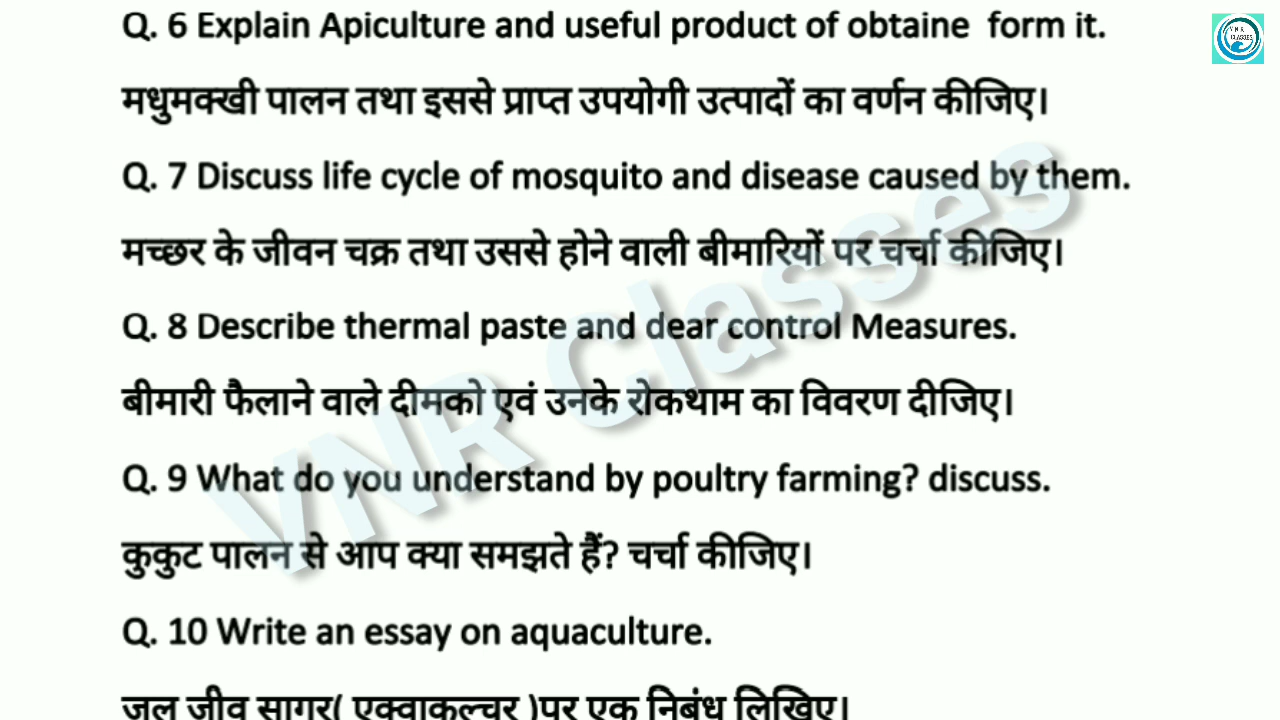 Q. 6 Explain Apiculture and useful product of obtaine form it.
मधुमक्खी पालन तथा इससे प्राप्त उपयोगी उत्पादों का वर्णन कीजिए।
Q. 7 Discuss life cycle of mosquito and disease caused by them.
मच्छर के जीवन चक्र तथा उससे होने वाली बीमारियों पर चर्चा कीजिए।
Q. 8 Describe thermal paste and dear control Measures.
बीमारी फैलाने वाले दीमको एवं उनके रोकथाम का विवरण दीजिए।
Q. 9 What do you understand by poultry farming? discuss.
कुकुट पालन से आप क्या समझते हैं? चर्चा कीजिए।
Q. 10 Write an essay on aquaculture.
जल जीव सागर( एक्वाकल्चर )पर एक निबंध लिखिए।
VNR Classes
VNR
CLASSES